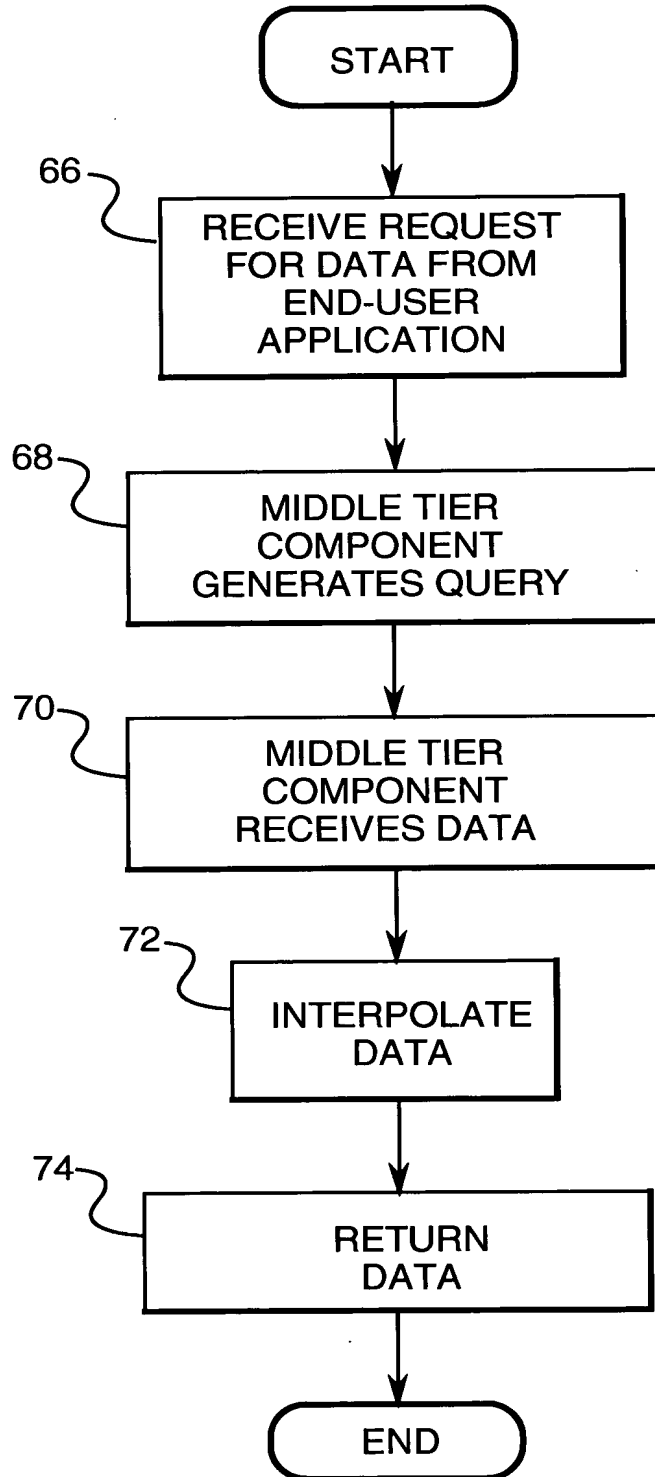 START
66
RECEIVE REQUEST
FOR DATA FROM
END-USER
APPLICATION
68
MIDDLE TIER
COMPONENT
GENERATES QUERY
70
MIDDLE TIER
COMPONENT
RECEIVES DATA
72
INTERPOLATE
DATA
74
RETURN
DATA
END